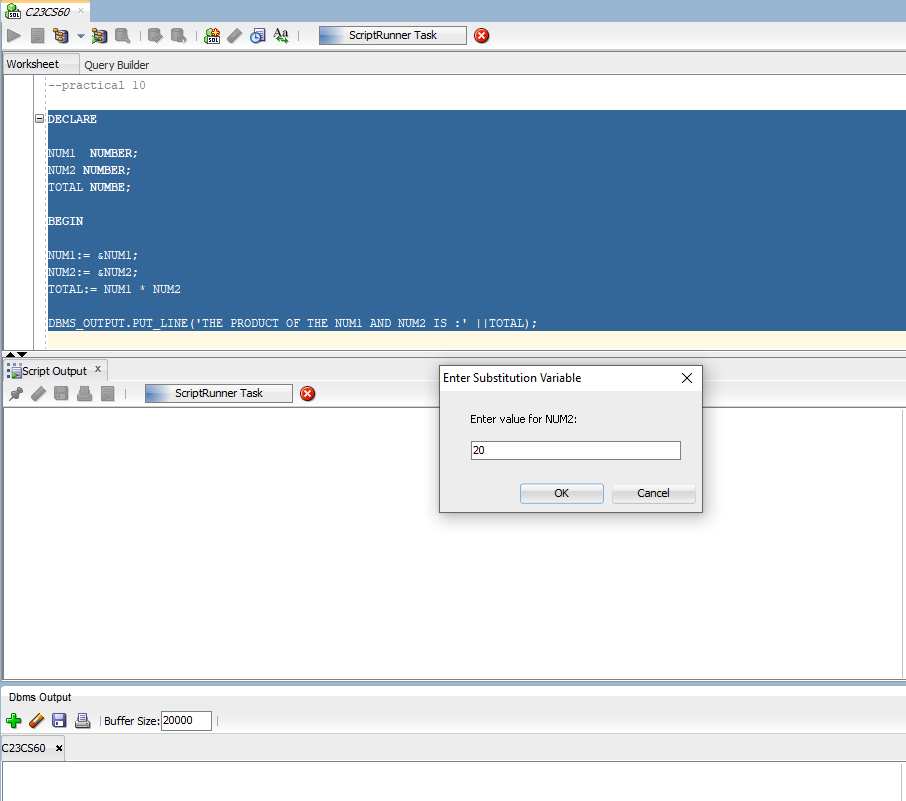 C23CS60
ScriptRunner Task
Worksheet
Query Builder
--practical 10
DECLARE
NUM1  NUMBER;
NUM2 NUMBER;
TOTAL NUMBE;
BEGIN
NUM1:= &NUM1;
NUM2:= &NUM2;
TOTAL:= NUM1 * NUM2
DBMS_OUTPUT.PUT_LINE('THE PRODUCT OF THE NUM1 AND NUM2 IS :' ||TOTAL);
Script Output x
ScriptRunner Task
Enter Substitution Variable
Enter value for NUM2:
20
OK
Cancel
Dbms Output
Buffer Size: 20000
C23CS60